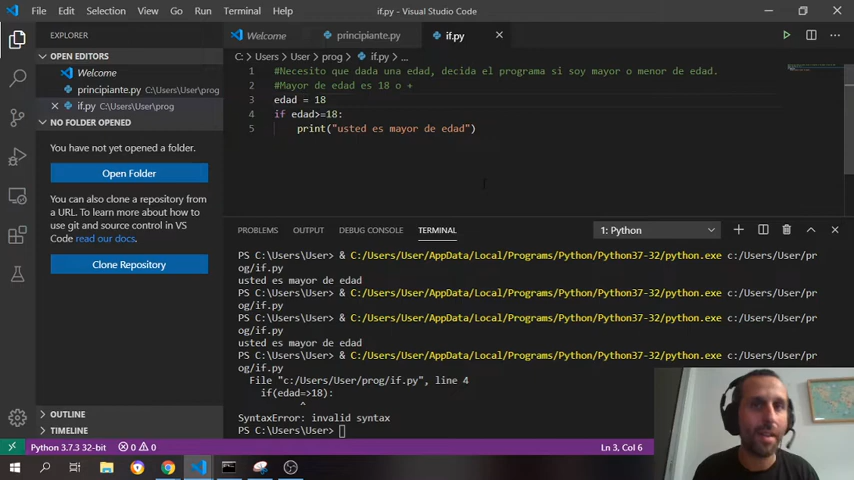 File Edit Selection View Go Run Terminal Help
if.py - Visual Studio Code
EXPLORER
OPEN EDITORS
Welcome
principiante.py C:\Users\User\prog
if.py C:\Users\User\prog
NO FOLDER OPENED
You have not yet opened a folder.
Open Folder
You can also clone a repository from
a URL. To learn more about how to
use git and source control in VS
Code read our docs.
Clone Repository
OUTLINE
TIMELINE
Welcome principiante.py if.py
C: > Users > User > prog > if.py > ...
1 #Necesito que dada una edad, decida el programa si soy mayor o menor de edad.
2 #Mayor de edad es 18 o +
3 edad = 18
4 if edad>=18:
5 print("usted es mayor de edad")
PROBLEMS OUTPUT DEBUG CONSOLE TERMINAL 1: Python
PS C:\Users\User> & C:/Users/User/AppData/Local/Programs/Python/Python37-32/python.exe c:/Users/User/pr
og/if.py
usted es mayor de edad
PS C:\Users\User> & C:/Users/User/AppData/Local/Programs/Python/Python37-32/python.exe c:/Users/User/pr
og/if.py
PS C:\Users\User> & C:/Users/User/AppData/Local/Programs/Python/Python37-32/python.exe c:/Users/User/pr
og/if.py
usted es mayor de edad
PS C:\Users\User> & C:/Users/User/AppData/Local/Programs/Python/Python37-32/python.exe c:/Users/User/pr
og/if.py
File "c:/Users/User/prog/if.py", line 4
if(edad=>18):
^
SyntaxError: invalid syntax
PS C:\Users\User>
Python 3.7.3 32-bit 0 0
Ln 3, Col 6